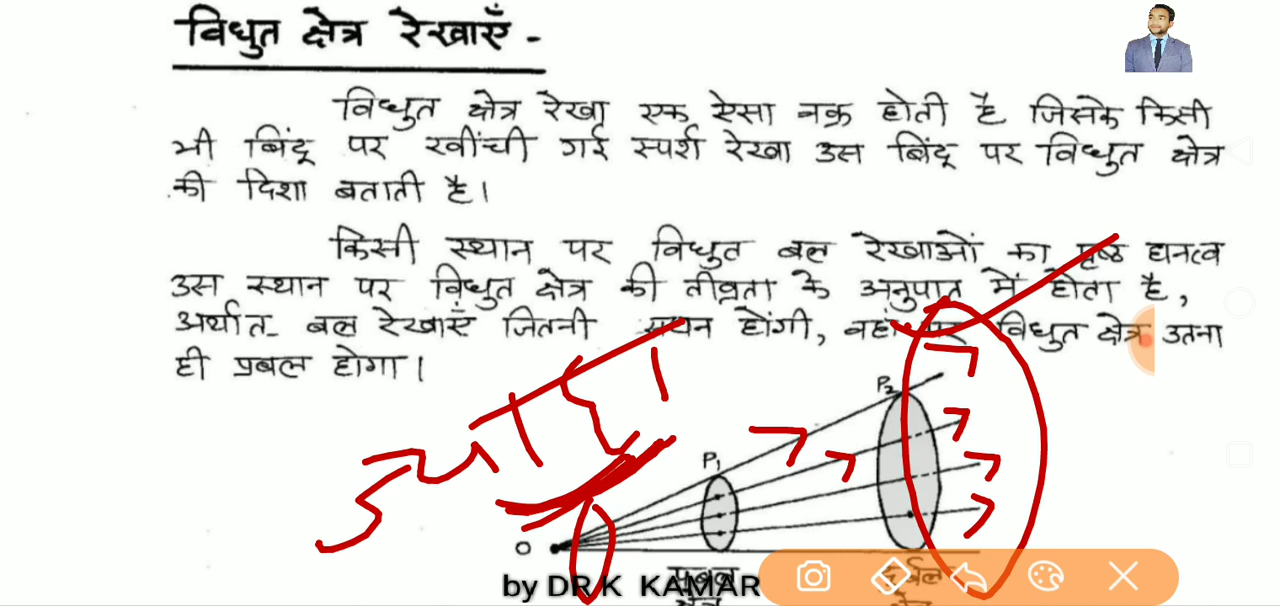 विधुत क्षेत्र रेखाएँ -
विधुत क्षेत्र रेखा एक ऐसा वक्र होती है जिसके किसी
भी बिंदू पर खींची गई स्पर्श रेखा उस बिंदू पर विधुत क्षेत्र
की दिशा बताती है।
किसी स्थान पर विधुत बल रेखाओं का पृष्ठ घनत्व
उस स्थान पर विधुत क्षेत्र की तीव्रता के अनुपात में होता है,
अर्थात- बल रेखाएँ जितनी सघन होंगी, वहां पर विधुत क्षेत्र उतना
ही प्रबल होगा।
P₂
P₁
O
by DR K KAMAR